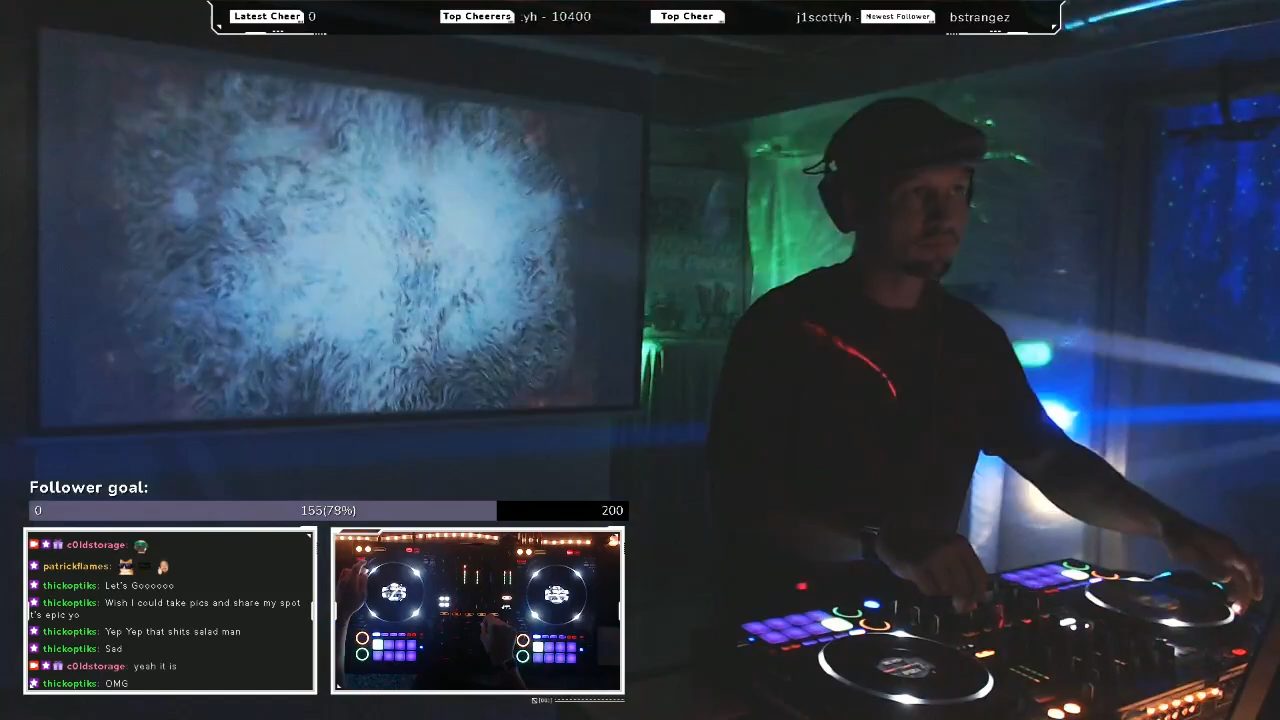 Latest Cheer 0 Top Cheerers :yh - 10400 Top Cheer j1scottyh - Newest Follower bstrangez
Follower goal:
0 155(79%) 200
c0ldstorage:
patrickflames:
thickoptiks: Let's Goooooo
thickoptiks: Wish I could take pics and share my spot
t's epic yo
thickoptiks: Yep Yep that shits salad man
thickoptiks: Sad
c0ldstorage: yeah it is
thickoptiks: OMG